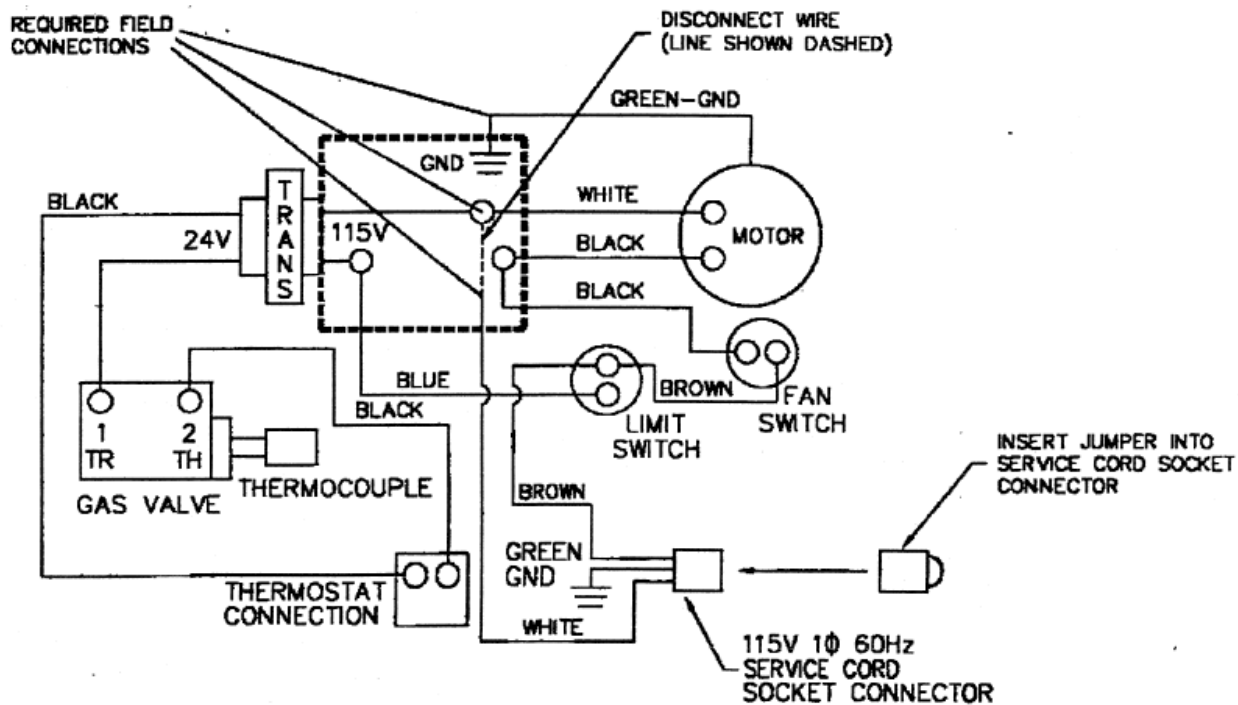 REQUIRED FIELD
CONNECTIONS
DISCONNECT WIRE
(LINE SHOWN DASHED)
GREEN-GND
GND
BLACK
TRANS
WHITE
24V
115V
MOTOR
BLACK
BLACK
BLUE
BROWN
FAN
SWITCH
BLACK
LIMIT
SWITCH
1
2
TR
TH
GAS VALVE
THERMOCOUPLE
INSERT JUMPER INTO
SERVICE CORD SOCKET
CONNECTOR
BROWN
GREEN
GND
THERMOSTAT
CONNECTION
WHITE
115V 1Φ 60Hz
SERVICE CORD
SOCKET CONNECTOR